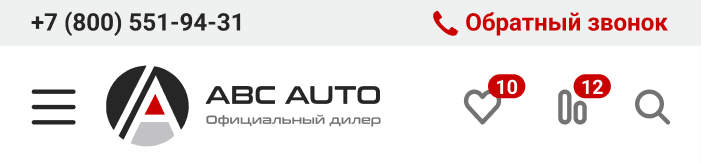 +7 (800) 551-94-31
Обратный звонок
ABC AUTO
Официальный дилер
10
12